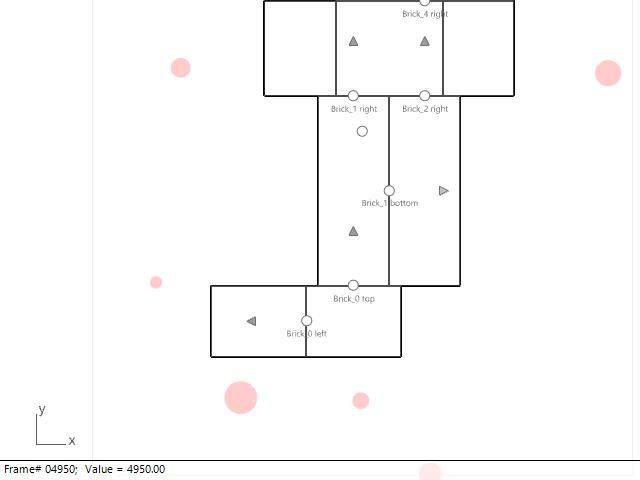 Brick_4 right
Brick_1 right
Brick_2 right
Brick_1 bottom
Brick_0 top
Brick_0 left
y
x
Frame# 04950; Value = 4950.00